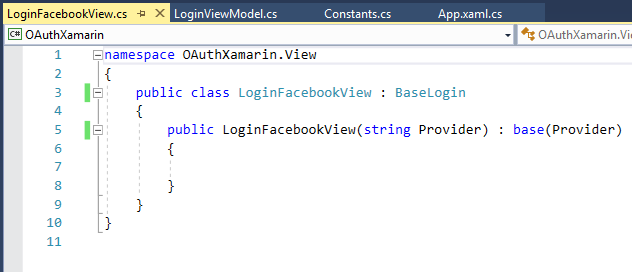 LoginFacebookView.cs LoginViewModel.cs Constants.cs App.xaml.cs
C# OAuthXamarin OAuthXamarin.Vi
1 namespace OAuthXamarin.View
2 {
3 public class LoginFacebookView : BaseLogin
4 {
5 public LoginFacebookView(string Provider) : base(Provider)
6 {
7
8 }
9 }
10 }
11